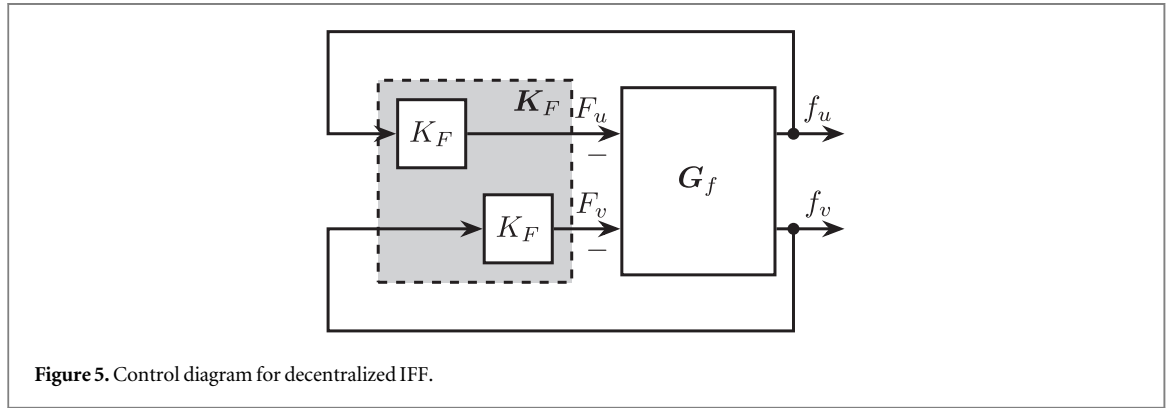 K_F
K_F F_u f_u
−
G_f
K_F F_v f_v
−
Figure 5. Control diagram for decentralized IFF.